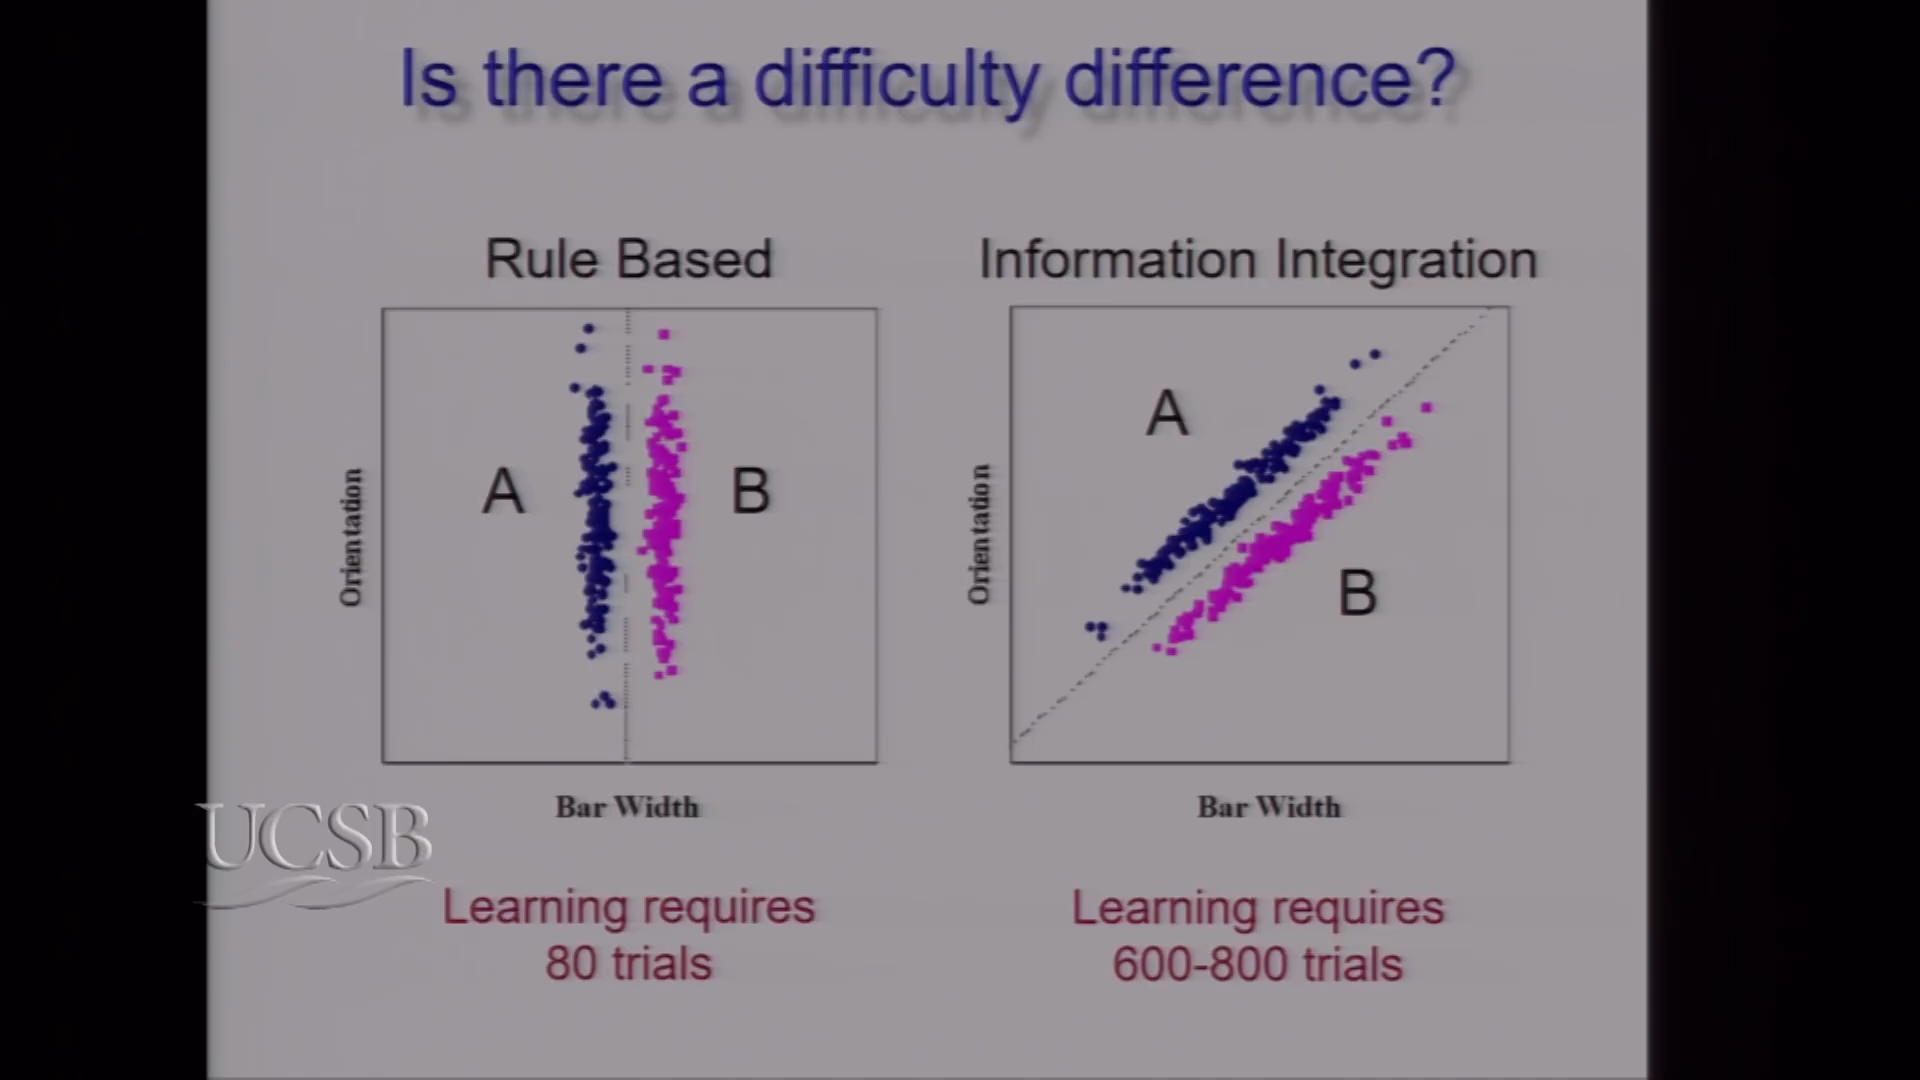 Is there a difficulty difference?
Rule Based
Information Integration
A
B
Orientation
Bar Width
A
B
Orientation
Bar Width
UCSB
Learning requires
80 trials
Learning requires
600-800 trials